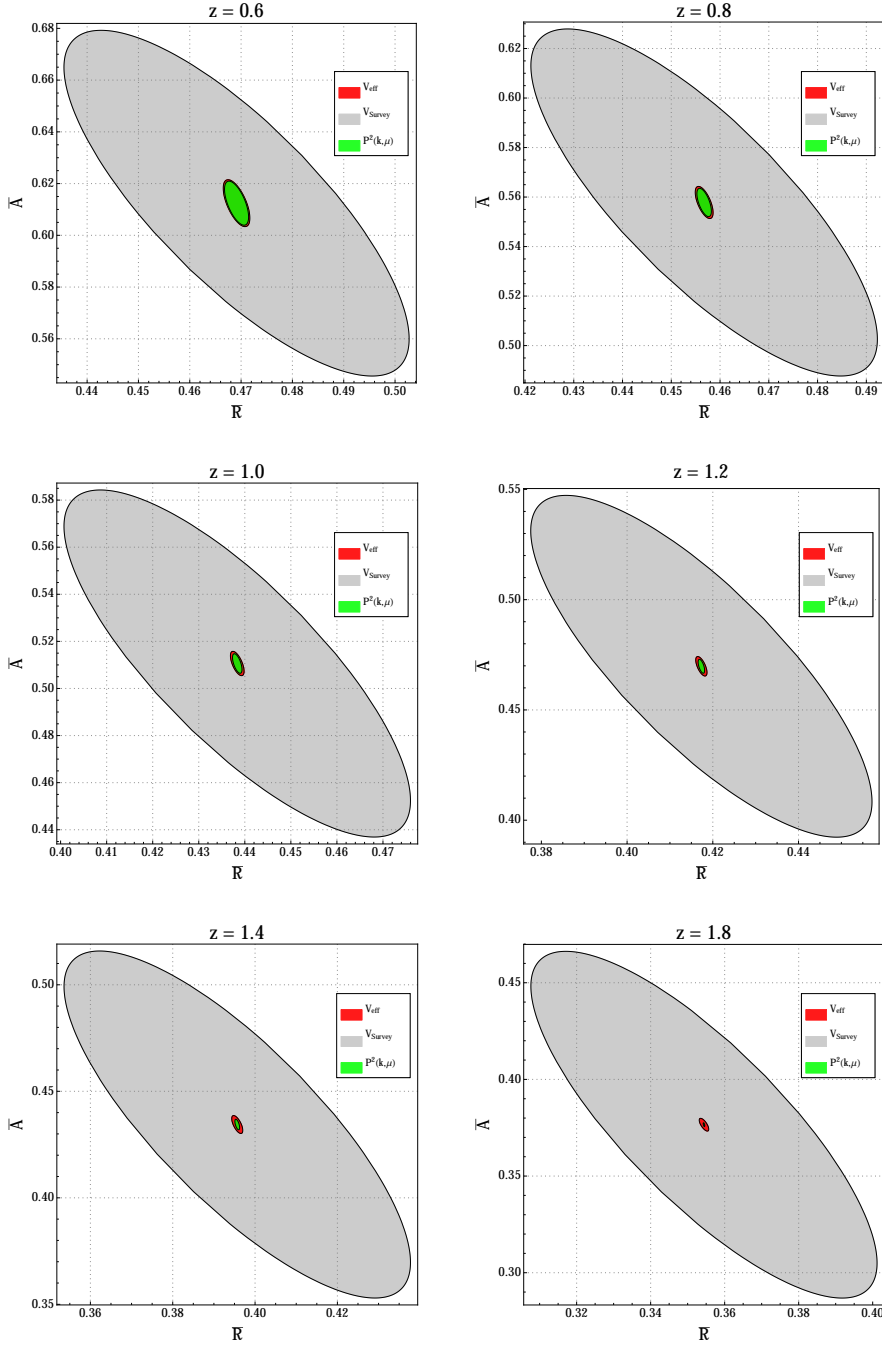 z = 0.6
0.68
0.66
0.64
0.62
0.60
0.58
0.56
A̅
0.44 0.45 0.46 0.47 0.48 0.49 0.50
R̅
V_eff
V_Survey
P²(k,μ)
z = 0.8
0.62
0.60
0.58
0.56
0.54
0.52
0.50
A̅
0.42 0.43 0.44 0.45 0.46 0.47 0.48 0.49
R̅
V_eff
V_Survey
P²(k,μ)
z = 1.0
0.58
0.56
0.54
0.52
0.50
0.48
0.46
0.44
A̅
0.40 0.41 0.42 0.43 0.44 0.45 0.46 0.47
R̅
V_eff
V_Survey
P²(k,μ)
z = 1.2
0.55
0.50
0.45
0.40
A̅
0.38 0.40 0.42 0.44
R̅
V_eff
V_Survey
P²(k,μ)
z = 1.4
0.50
0.45
0.40
0.35
A̅
0.36 0.38 0.40 0.42
R̅
V_eff
V_Survey
P²(k,μ)
z = 1.8
0.45
0.40
0.35
0.30
A̅
0.32 0.34 0.36 0.38 0.40
R̅
V_eff
V_Survey
P²(k,μ)